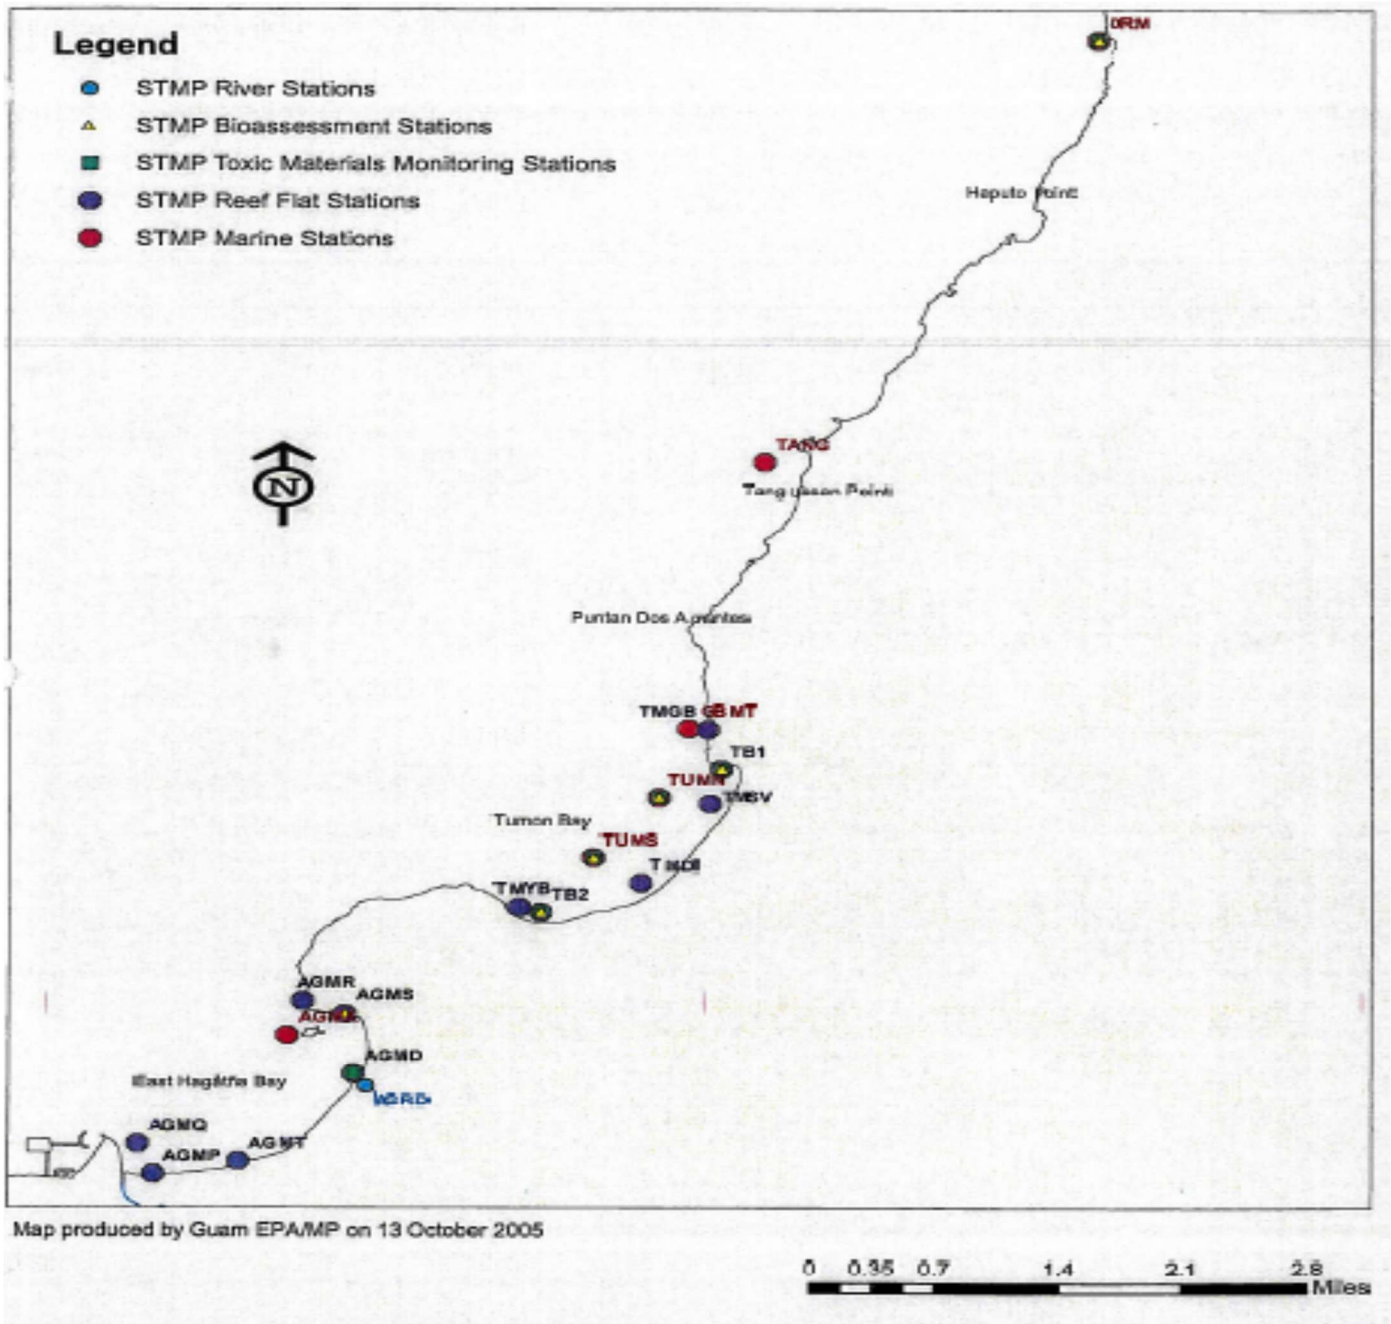 Legend
STMP River Stations
STMP Bioassessment Stations
STMP Toxic Materials Monitoring Stations
STMP Reef Flat Stations
STMP Marine Stations
Haputo Point
TANG
Point
N
Puntan Dos Amantes
TMGB GBMT
TB1
TUMN
TMSV
Tumon Bay
TUMS
TMYB TB2
AGMR
AGMS
AGMD
East Hagåtña Bay
AGMQ
AGMT
AGMP
Map produced by Guam EPA/MP on 13 October 2005
0 0.35 0.7 1.4 2.1 2.8
Miles